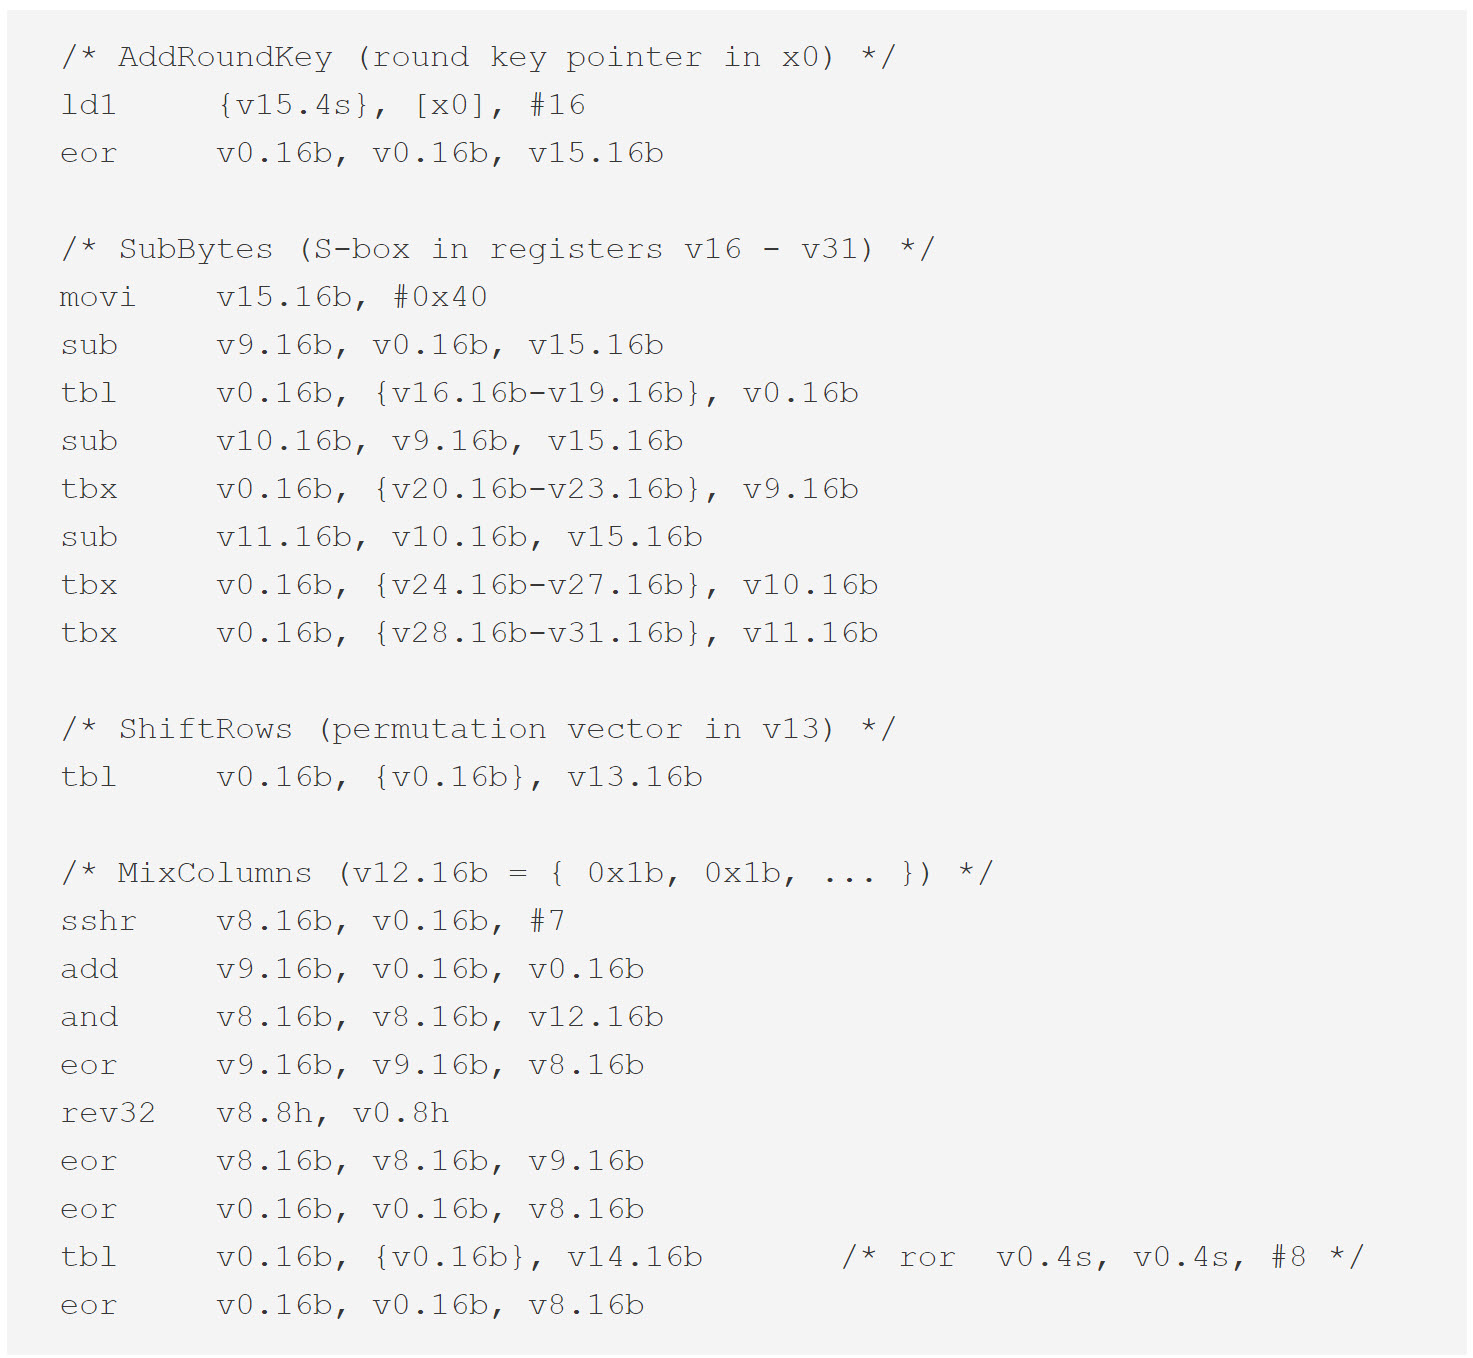 /* AddRoundKey (round key pointer in x0) */
ld1     {v15.4s}, [x0], #16
eor     v0.16b, v0.16b, v15.16b

/* SubBytes (S-box in registers v16 - v31) */
movi    v15.16b, #0x40
sub     v9.16b, v0.16b, v15.16b
tbl     v0.16b, {v16.16b-v19.16b}, v0.16b
sub     v10.16b, v9.16b, v15.16b
tbx     v0.16b, {v20.16b-v23.16b}, v9.16b
sub     v11.16b, v10.16b, v15.16b
tbx     v0.16b, {v24.16b-v27.16b}, v10.16b
tbx     v0.16b, {v28.16b-v31.16b}, v11.16b

/* ShiftRows (permutation vector in v13) */
tbl     v0.16b, {v0.16b}, v13.16b

/* MixColumns (v12.16b = { 0x1b, 0x1b, ... }) */
sshr    v8.16b, v0.16b, #7
add     v9.16b, v0.16b, v0.16b
and     v8.16b, v8.16b, v12.16b
eor     v9.16b, v9.16b, v8.16b
rev32   v8.8h, v0.8h
eor     v8.16b, v8.16b, v9.16b
eor     v0.16b, v0.16b, v8.16b
tbl     v0.16b, {v0.16b}, v14.16b       /* ror  v0.4s, v0.4s, #8 */
eor     v0.16b, v0.16b, v8.16b